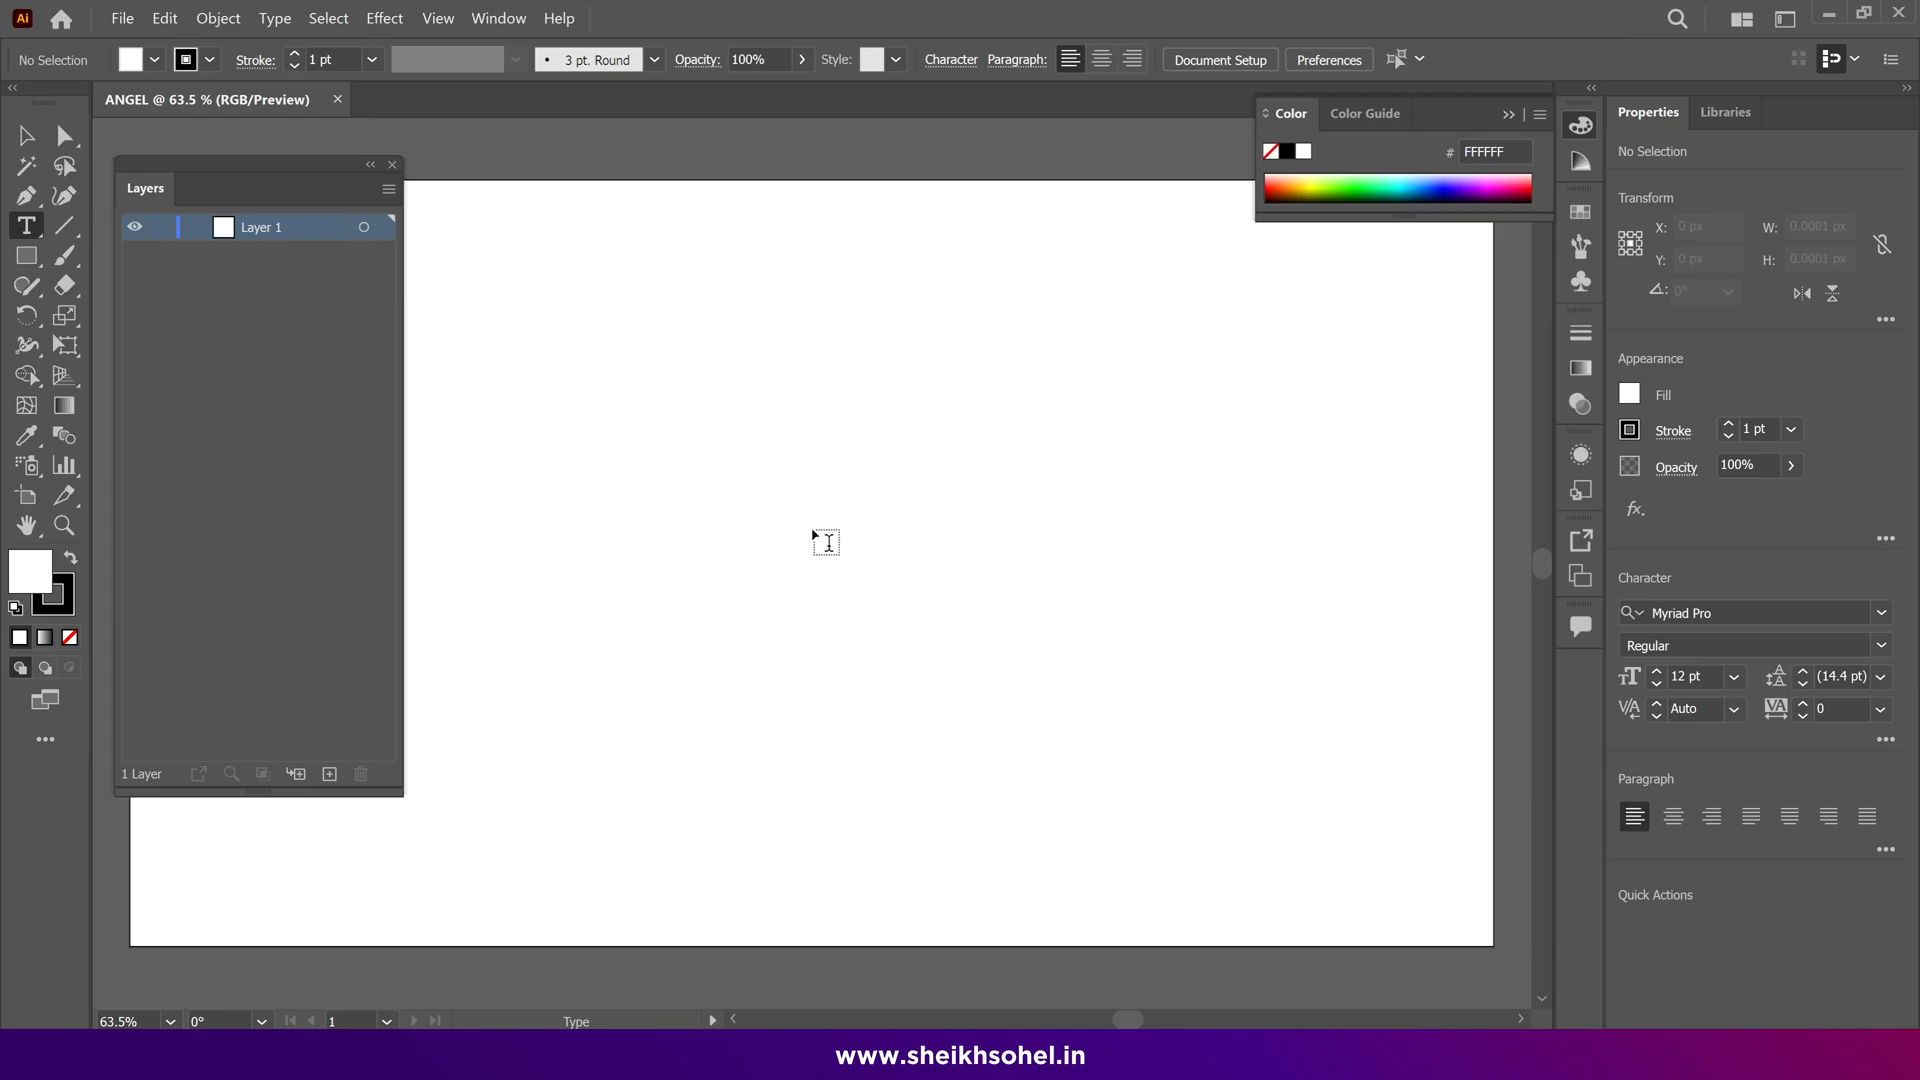 Ai File Edit Object Type Select Effect View Window Help
No Selection Stroke: 1 pt 3 pt. Round Opacity: 100% Style: Character Paragraph: Document Setup Preferences
ANGEL @ 63.5 % (RGB/Preview)
Layers
Layer 1
1 Layer
Color Color Guide
# FFFFFF
Properties Libraries
No Selection
Transform
X: 0 px W: 0.0001 px
Y: 0 px H: 0.0001 px
0°
Appearance
Fill
Stroke 1 pt
Opacity 100%
fx.
Character
Myriad Pro
Regular
12 pt (14.4 pt)
Auto 0
Paragraph
Quick Actions
63.5% 0° 1 Type
www.sheikhsohel.in